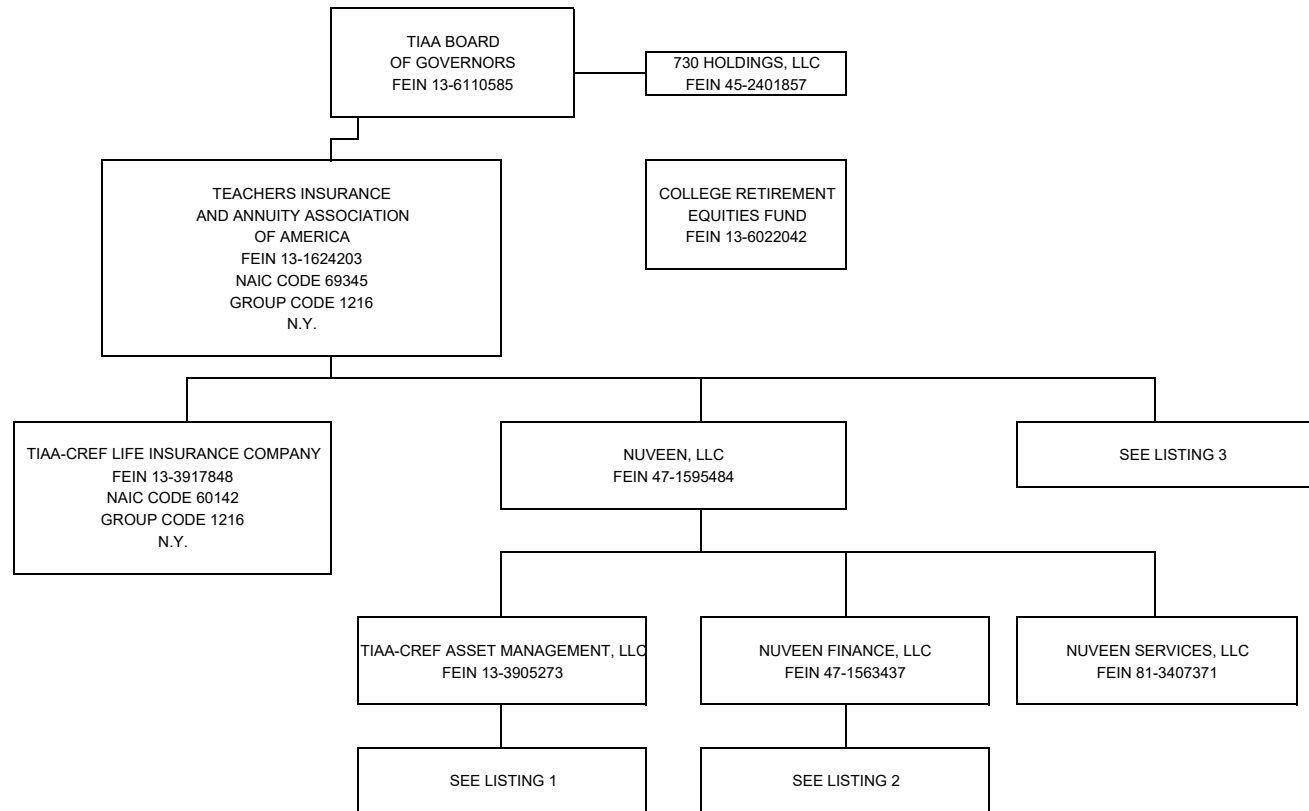 TIAA BOARD
OF GOVERNORS
FEIN 13-6110585
730 HOLDINGS, LLC
FEIN 45-2401857
TEACHERS INSURANCE
AND ANNUITY ASSOCIATION
OF AMERICA
FEIN 13-1624203
NAIC CODE 69345
GROUP CODE 1216
N.Y.
COLLEGE RETIREMENT
EQUITIES FUND
FEIN 13-6022042
TIAA-CREF LIFE INSURANCE COMPANY
FEIN 13-3917848
NAIC CODE 60142
GROUP CODE 1216
N.Y.
NUVEEN, LLC
FEIN 47-1595484
SEE LISTING 3
TIAA-CREF ASSET MANAGEMENT, LLC
FEIN 13-3905273
NUVEEN FINANCE, LLC
FEIN 47-1563437
NUVEEN SERVICES, LLC
FEIN 81-3407371
SEE LISTING 1
SEE LISTING 2